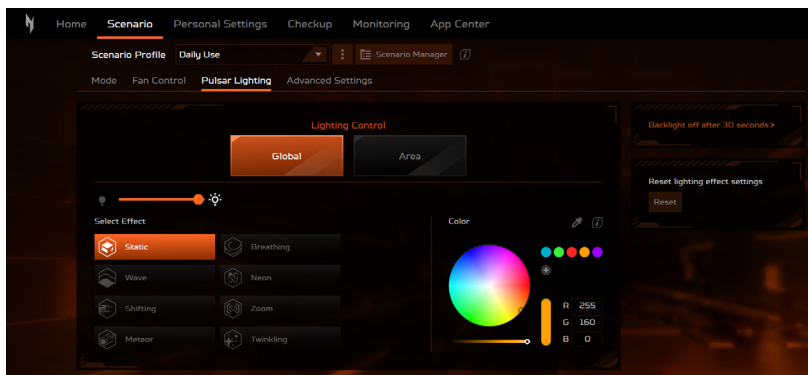 Home Scenario Personal Settings Checkup Monitoring App Center
Scenario Profile Daily Use Scenario Manager
Mode Fan Control Pulsar Lighting Advanced Settings
Lighting Control
Global Area
Backlight off after 30 seconds >
Reset lighting effect settings
Reset
Select Effect
Static Breathing
Wave Neon
Shifting Zoom
Meteor Twinkling
Color
R 255
G 160
B 0